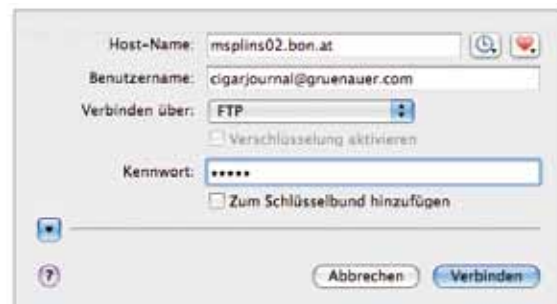 Host-Name: msplins02.bon.at
Benutzername: cigarjournal@gruenauer.com
Verbinden über: FTP
Verschlüsselung aktivieren
Kennwort: •••••
Zum Schlüsselbund hinzufügen
? Abbrechen Verbinden